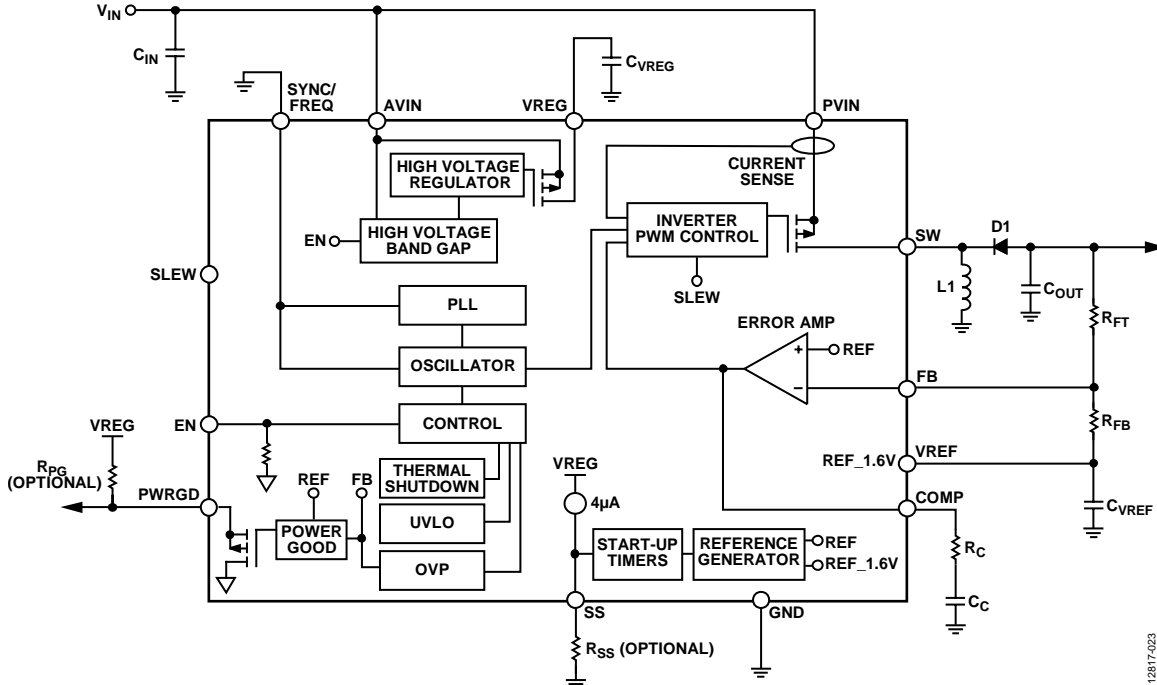 VIN
CIN
SYNC/
FREQ
AVIN
VREG
CVREG
PVIN
HIGH VOLTAGE
REGULATOR
CURRENT
SENSE
EN
HIGH VOLTAGE
BAND GAP
INVERTER
PWM CONTROL
SW
D1
SLEW
SLEW
L1
COUT
PLL
RFT
ERROR AMP
+
REF
OSCILLATOR
−
FB
EN
CONTROL
RFB
VREG
RPG
(OPTIONAL)
THERMAL
SHUTDOWN
VREG
REF_1.6V
VREF
PWRGD
REF
FB
4µA
COMP
CVREF
POWER
GOOD
UVLO
START-UP
TIMERS
REFERENCE
GENERATOR
REF
REF_1.6V
RC
OVP
SS
GND
CC
RSS (OPTIONAL)
12817-023